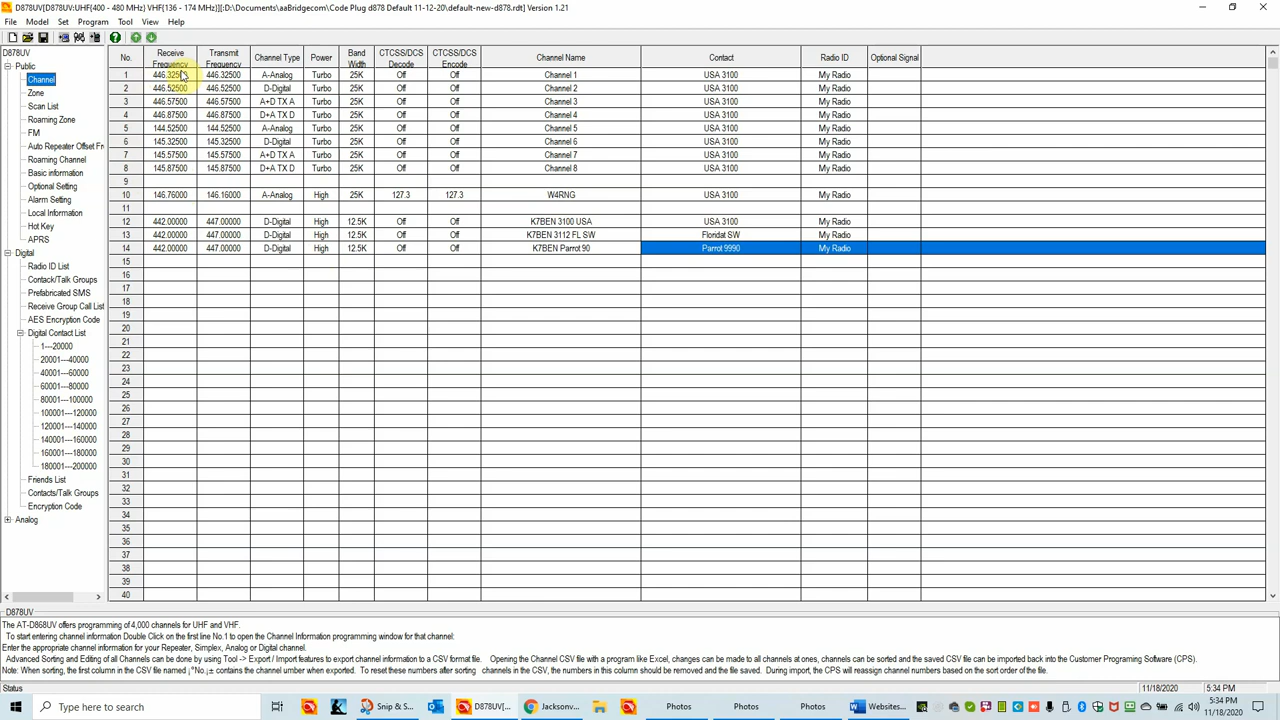 D878UV[D878UV:UHF(400 - 480 MHz) VHF(136 - 174 MHz)][:D:\Documents\aaBridgecom\Code Plug d878 Default 11-12-20\default-new-d878.rdt] Version 1.21
File Model Set Program Tool View Help
D878UV
Public
Channel
Zone
Scan List
Roaming Zone
FM
Auto Repeater Offset Fr
Roaming Channel
Basic information
Optional Setting
Alarm Setting
Local Information
Hot Key
APRS
Digital
Radio ID List
Contack/Talk Groups
Prefabricated SMS
Receive Group Call List
AES Encryption Code
Digital Contact List
1---20000
20001---40000
40001---60000
60001---80000
80001---100000
100001---120000
120001---140000
140001---160000
160001---180000
180001---200000
Friends List
Contacts/Talk Groups
Encryption Code
Analog
No. Receive Frequency Transmit Frequency Channel Type Power Band Width CTCSS/DCS Decode CTCSS/DCS Encode Channel Name Contact Radio ID Optional Signal
1 446.32500 446.32500 A-Analog Turbo 25K Off Off Channel 1 USA 3100 My Radio
2 446.52500 446.52500 D-Digital Turbo 25K Off Off Channel 2 USA 3100 My Radio
3 446.57500 446.57500 A+D TX A Turbo 25K Off Off Channel 3 USA 3100 My Radio
4 446.87500 446.87500 D+A TX D Turbo 25K Off Off Channel 4 USA 3100 My Radio
5 144.52500 144.52500 A-Analog Turbo 25K Off Off Channel 5 USA 3100 My Radio
6 145.32500 145.32500 D-Digital Turbo 25K Off Off Channel 6 USA 3100 My Radio
7 145.57500 145.57500 A+D TX A Turbo 25K Off Off Channel 7 USA 3100 My Radio
8 145.87500 145.87500 D+A TX D Turbo 25K Off Off Channel 8 USA 3100 My Radio
9
10 146.76000 146.16000 A-Analog High 25K 127.3 127.3 W4RNG USA 3100 My Radio
11
12 442.00000 447.00000 D-Digital High 12.5K Off Off K7BEN 3100 USA USA 3100 My Radio
13 442.00000 447.00000 D-Digital High 12.5K Off Off K7BEN 3112 FL SW Floridat SW My Radio
14 442.00000 447.00000 D-Digital High 12.5K Off Off K7BEN Parrot 90 Parrot 9990 My Radio
15
16
17
18
19
20
21
22
23
24
25
26
27
28
29
30
31
32
33
34
35
36
37
38
39
40
D878UV
The AT-D868UV offers programming of 4,000 channels for UHF and VHF.
To start entering channel information Double Click on the first line No.1 to open the Channel Information programming window for that channel:
Enter the appropriate channel information for your Repeater, Simplex, Analog or Digital channel.
Advanced Sorting and Editing of all Channels can be done by using Tool -> Export / Import features to export channel information to a CSV format file. Opening the Channel CSV file with a program like Excel, changes can be made to all channels at ones, channels can be sorted and the saved CSV file can be imported back into the Customer Programing Software (CPS).
Note: When sorting, the first column in the CSV file named ¡°No.¡± contains the channel number when exported. To reset these numbers after sorting channels in the CSV, the numbers in this column should be removed and the file saved. During import, the CPS will reassign channel numbers based on the sort order of the file.
Status 11/18/2020 5:34 PM
Type here to search Snip & S... D878UV[... Jacksonv... Photos Photos Photos Websites... 5:34 PM
11/18/2020